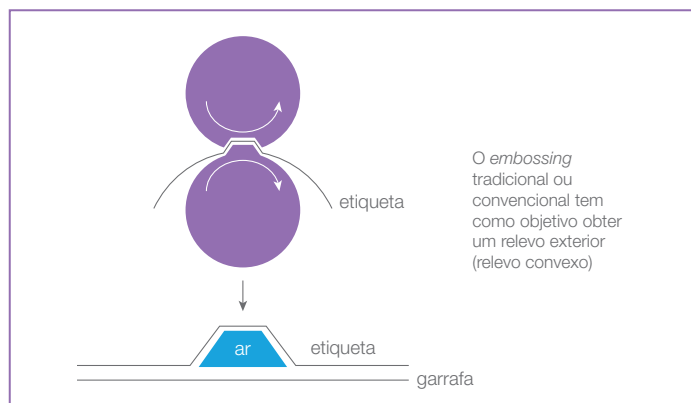 etiqueta
O embossing
tradicional ou
convencional tem
como objetivo obter
um relevo exterior
(relevo convexo)
ar
etiqueta
garrafa